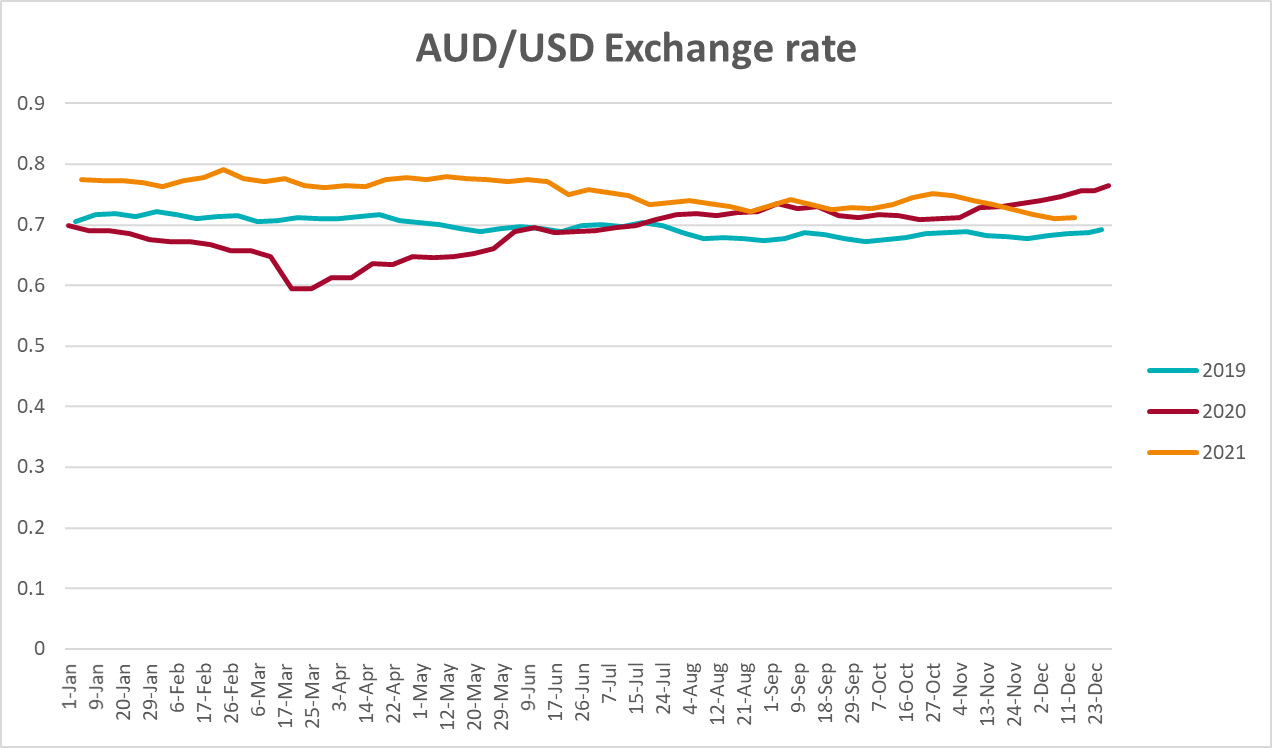 AUD/USD Exchange rate
0.9
0.8
0.7
0.6
0.5
0.4
0.3
0.2
0.1
0
1-Jan
9-Jan
20-Jan
29-Jan
6-Feb
17-Feb
26-Feb
6-Mar
17-Mar
25-Mar
3-Apr
14-Apr
22-Apr
1-May
12-May
20-May
29-May
9-Jun
17-Jun
26-Jun
7-Jul
15-Jul
24-Jul
4-Aug
12-Aug
21-Aug
1-Sep
9-Sep
18-Sep
29-Sep
7-Oct
16-Oct
27-Oct
4-Nov
13-Nov
24-Nov
2-Dec
11-Dec
23-Dec
2019
2020
2021